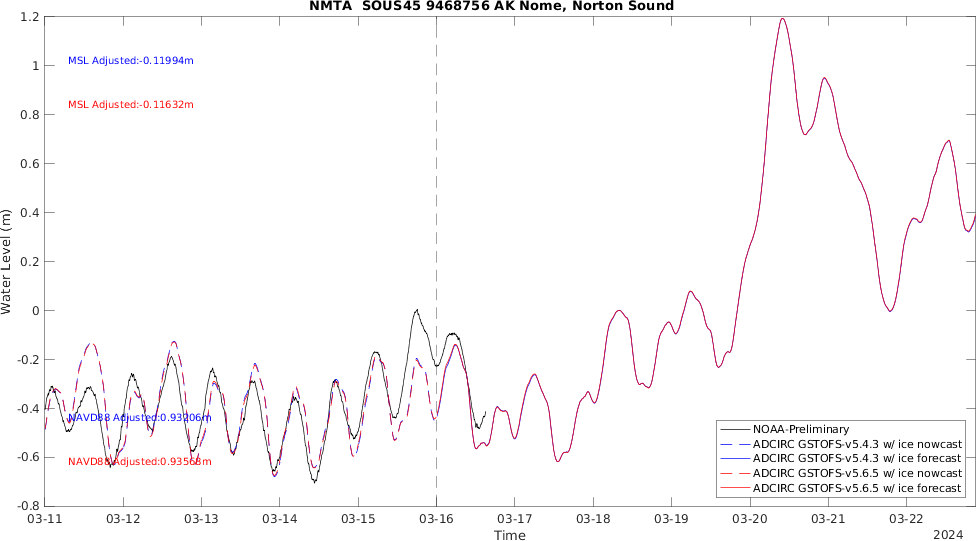 NMTA  SOUS45 9468756 AK Nome, Norton Sound
1.2
1
0.8
0.6
0.4
0.2
0
-0.2
-0.4
-0.6
-0.8
Water Level (m)
MSL Adjusted:-0.11994m
MSL Adjusted:-0.11632m
NAVD88 Adjusted:0.93206m
NAVD88 Adjusted:0.93568m
NOAA-Preliminary
ADCIRC GSTOFS-v5.4.3 w/ ice nowcast
ADCIRC GSTOFS-v5.4.3 w/ ice forecast
ADCIRC GSTOFS-v5.6.5 w/ ice nowcast
ADCIRC GSTOFS-v5.6.5 w/ ice forecast
03-11 03-12 03-13 03-14 03-15 03-16 03-17 03-18 03-19 03-20 03-21 03-22
Time
2024